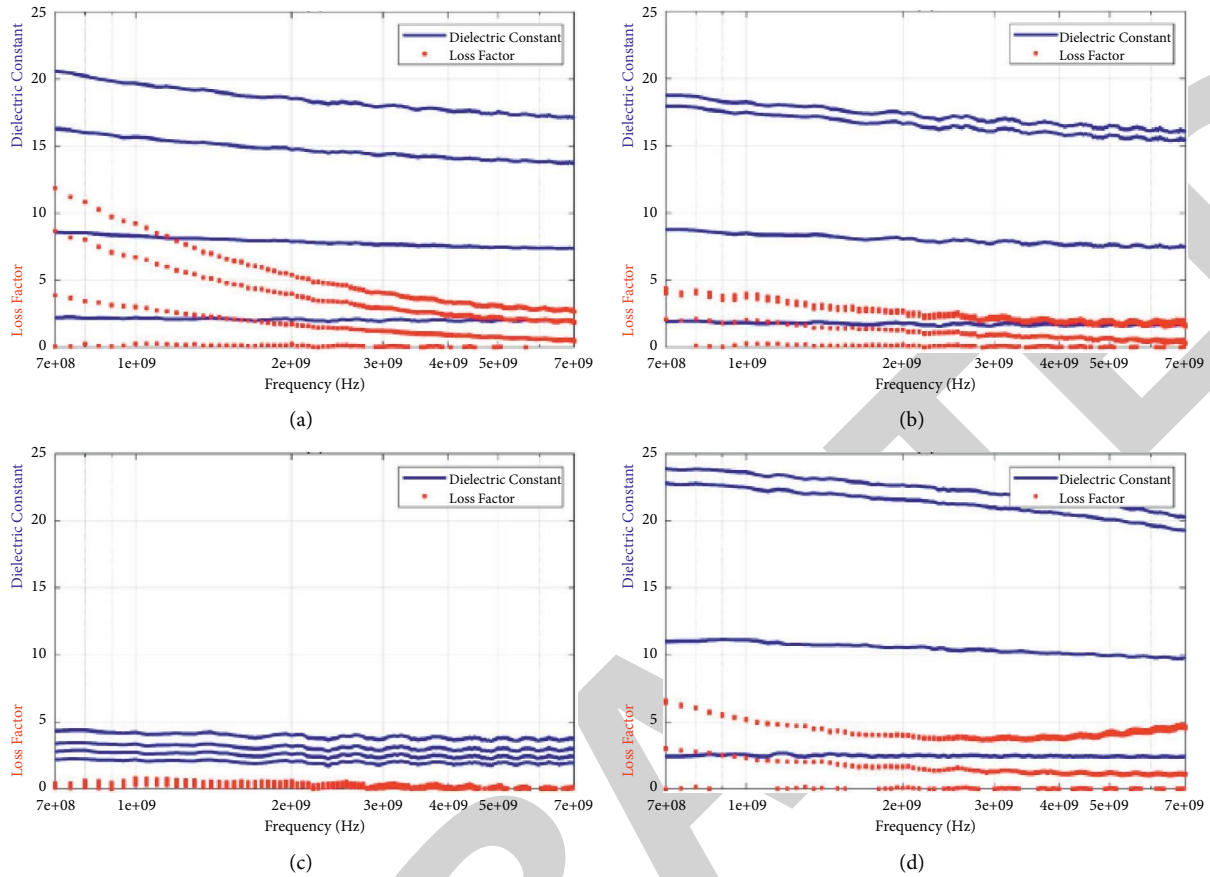 25
20
15
10
5
0
Dielectric Constant
Loss Factor
Dielectric Constant
Loss Factor
7e+08
1e+09
2e+09
3e+09
4e+09
5e+09
7e+09
Frequency (Hz)
(a)
25
20
15
10
5
0
Dielectric Constant
Loss Factor
Dielectric Constant
Loss Factor
7e+08
1e+09
2e+09
3e+09
4e+09
5e+09
7e+09
Frequency (Hz)
(b)
25
20
15
10
5
0
Dielectric Constant
Loss Factor
Dielectric Constant
Loss Factor
7e+08
1e+09
2e+09
3e+09
4e+09
5e+09
7e+09
Frequency (Hz)
(c)
25
20
15
10
5
0
Dielectric Constant
Loss Factor
Dielectric Constant
Loss Factor
7e+08
1e+09
2e+09
3e+09
4e+09
5e+09
7e+09
Frequency (Hz)
(d)